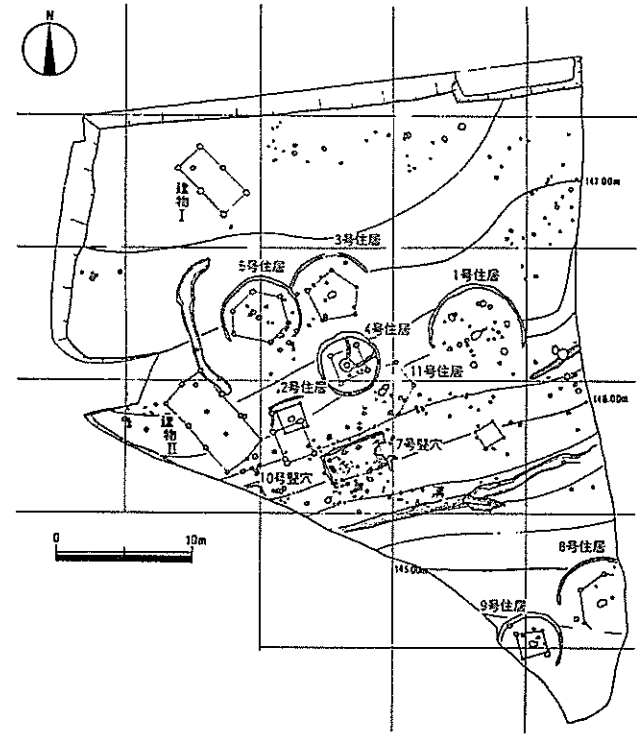 N
147.00m
建物Ⅰ
3号住居
5号住居
1号住居
4号住居
11号住居
2号住居
146.00m
建物Ⅱ
7号竪穴
10号竪穴
溝
0 10m
8号住居
145.00m
9号住居